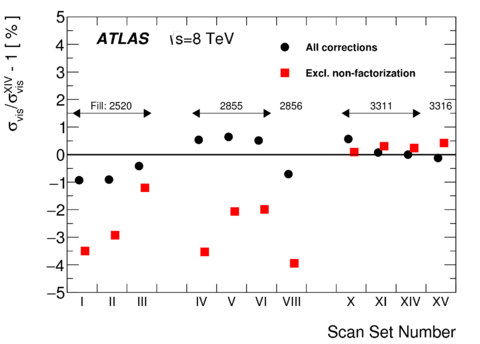 σvis/σvis^XIV - 1 [ % ]
5
ATLAS √s=8 TeV
4
All corrections
3
Excl. non-factorization
2
Fill: 2520 2855 2856 3311 3316
1
0
−1
−2
−3
−4
−5
I II III IV V VI VIII X XI XIV XV
Scan Set Number